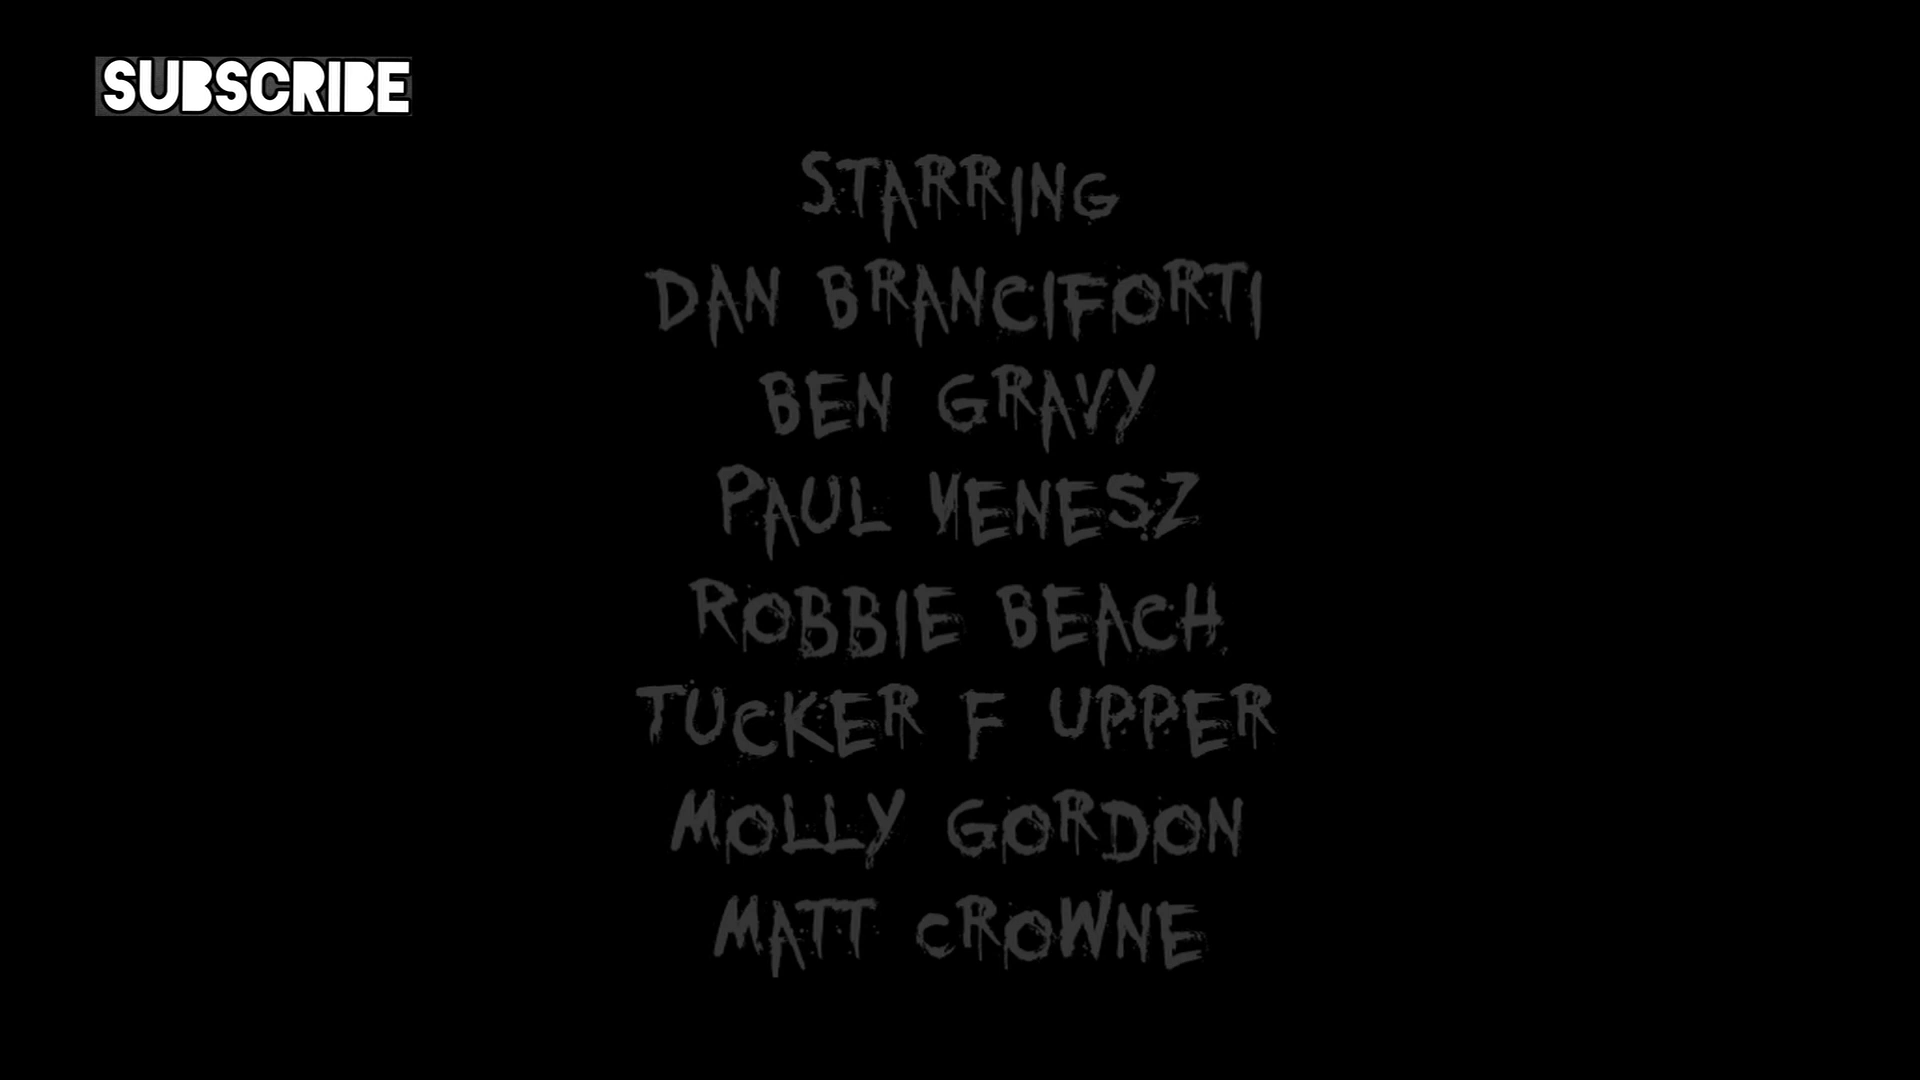 SUBSCRIBE
STARRING
DAN BRANCIFORTI
BEN GRAVY
PAUL VENESZ
ROBBIE BEACH
TUCKER F UPPER
MOLLY GORDON
MATT CROWNE